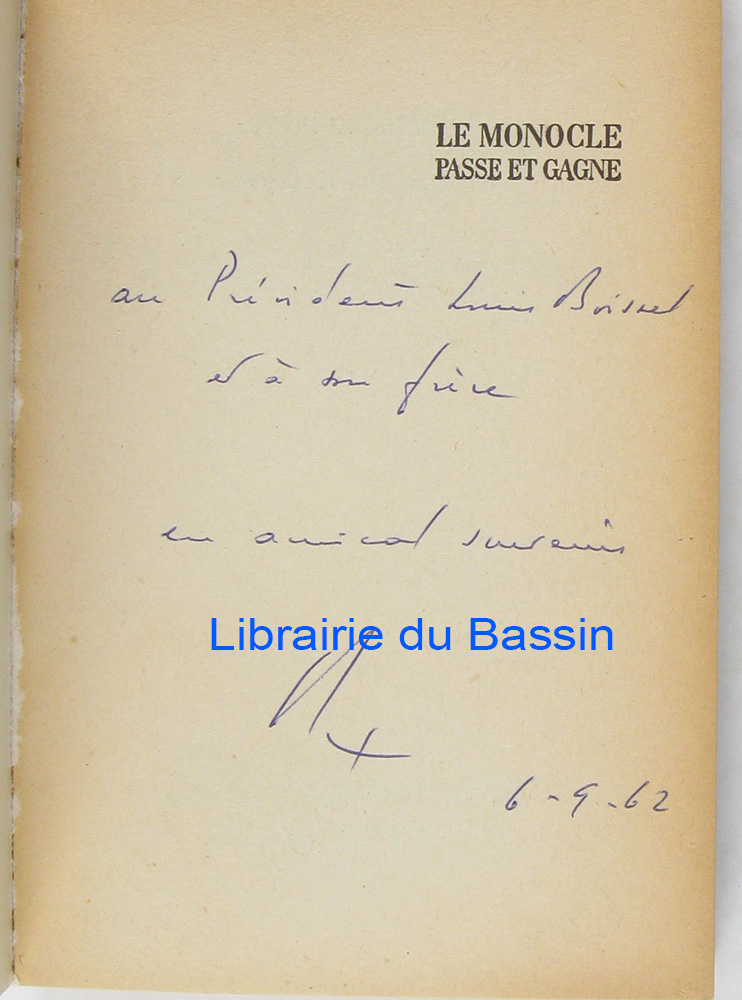 LE MONOCLE
PASSE ET GAGNE
au Président Louis Boisnel
et à son frère
en amical souvenir
Librairie du Bassin
6-9-62